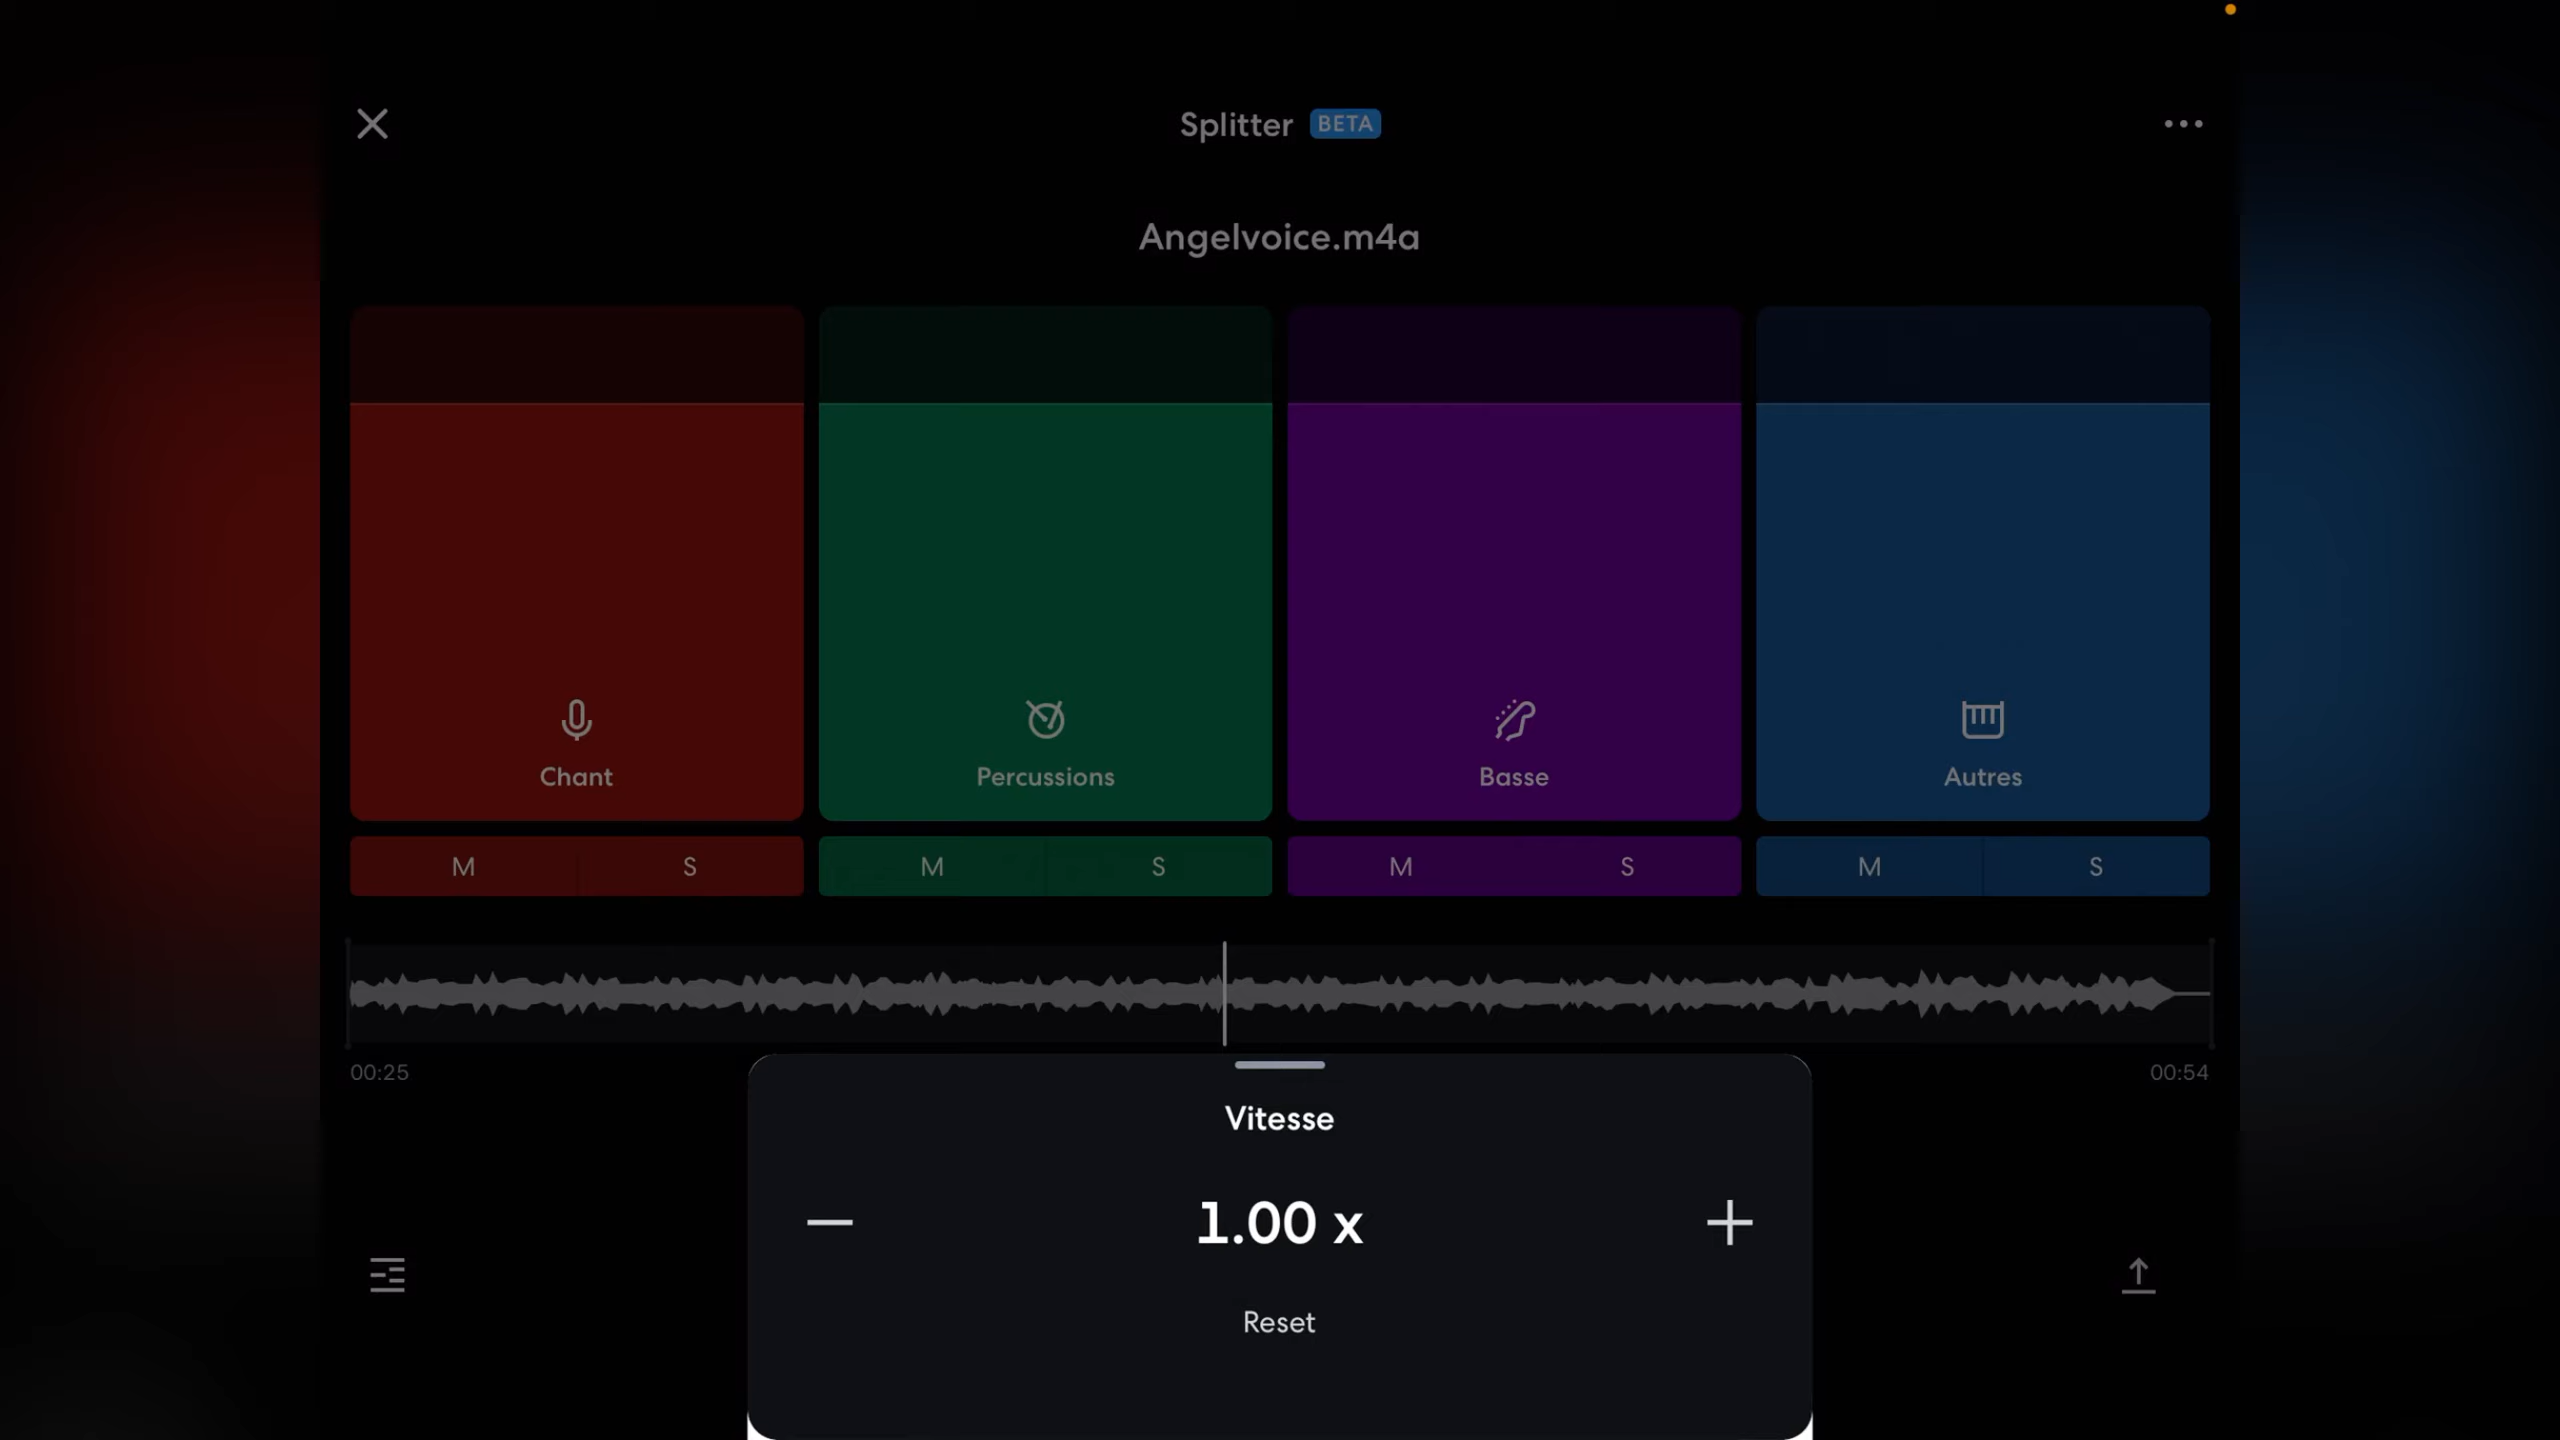 Splitter BETA
Angelvoice.m4a
Chant
Percussions
Basse
Autres
M S M S M S M S
00:25
00:54
Vitesse
1.00 x
Reset